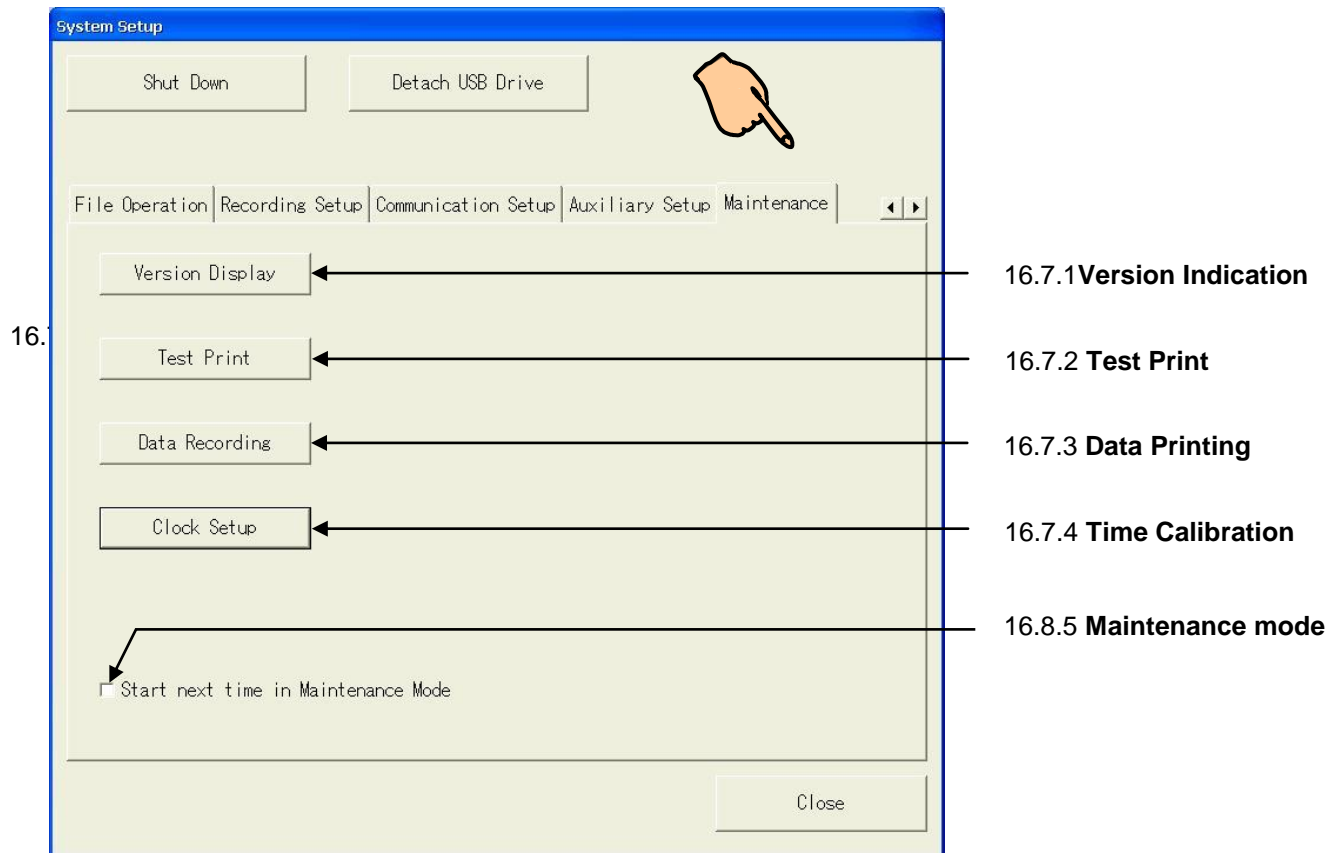 System Setup
Shut Down
Detach USB Drive
File Operation
Recording Setup
Communication Setup
Auxiliary Setup
Maintenance
Version Display
16.7.1Version Indication
16.
Test Print
16.7.2 Test Print
Data Recording
16.7.3 Data Printing
Clock Setup
16.7.4 Time Calibration
16.8.5 Maintenance mode
Start next time in Maintenance Mode
Close